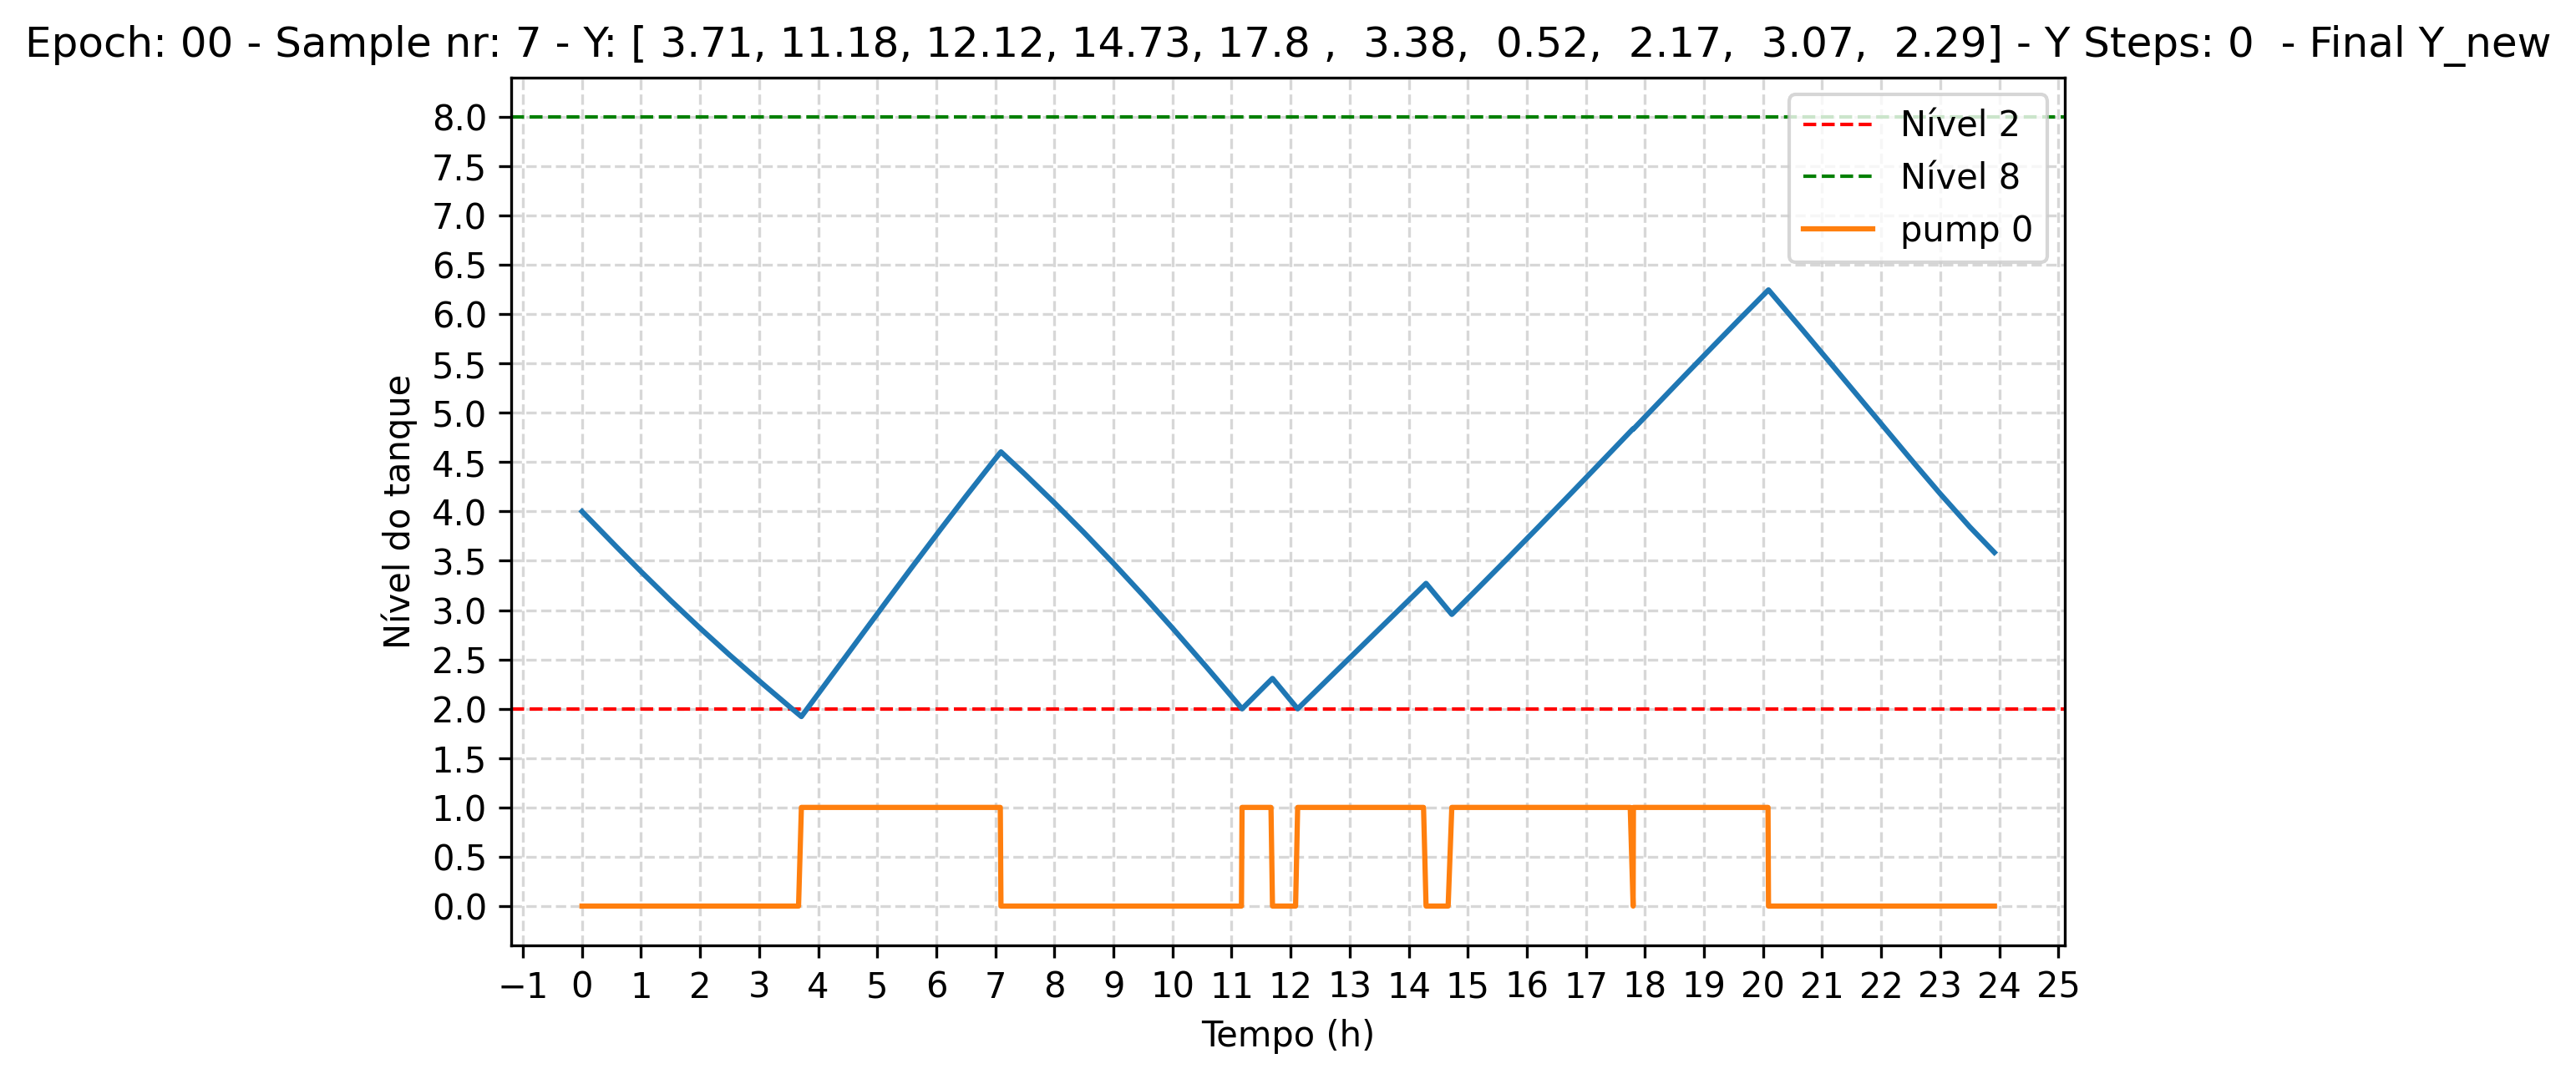 Epoch: 00 - Sample nr: 7 - Y: [ 3.71, 11.18, 12.12, 14.73, 17.8 ,  3.38,  0.52,  2.17,  3.07,  2.29] - Y Steps: 0  - Final Y_new
Nível do tanque
8.0
7.5
7.0
6.5
6.0
5.5
5.0
4.5
4.0
3.5
3.0
2.5
2.0
1.5
1.0
0.5
0.0
Nível 2
Nível 8
pump 0
−1 0 1 2 3 4 5 6 7 8 9 10 11 12 13 14 15 16 17 18 19 20 21 22 23 24 25
Tempo (h)